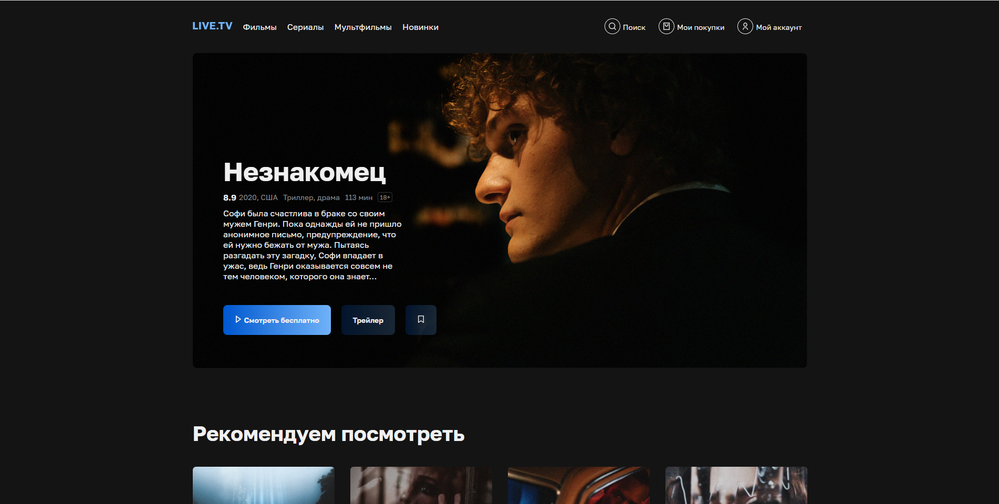 LIVE.TV Фильмы Сериалы Мультфильмы Новинки Поиск Мои покупки Мой аккаунт
Незнакомец
8.9 2020, США Триллер, драма 113 мин 18+
Софи была счастлива в браке со своим
мужем Генри. Пока однажды ей не пришло
анонимное письмо, предупреждение, что
ей нужно бежать от мужа. Пытаясь
разгадать эту загадку, Софи впадает в
ужас, ведь Генри оказывается совсем не
тем человеком, которого она знает...
Смотреть бесплатно Трейлер
Рекомендуем посмотреть